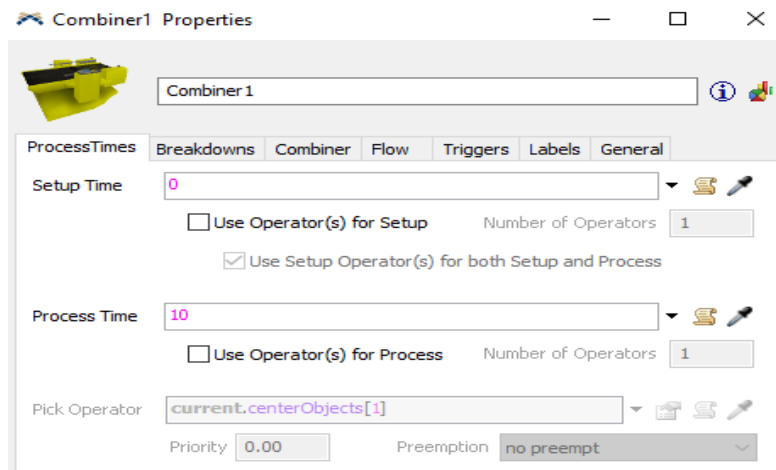 Combiner1 Properties
Combiner1
ProcessTimes Breakdowns Combiner Flow Triggers Labels General
Setup Time 0
Use Operator(s) for Setup Number of Operators 1
Use Setup Operator(s) for both Setup and Process
Process Time 10
Use Operator(s) for Process Number of Operators 1
Pick Operator current.centerObjects[1]
Priority 0.00 Preemption no preempt